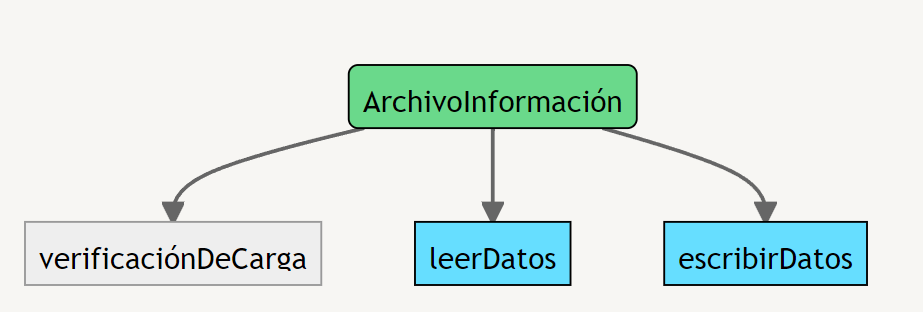 ArchivoInformación
verificaciónDeCarga
leerDatos
escribirDatos